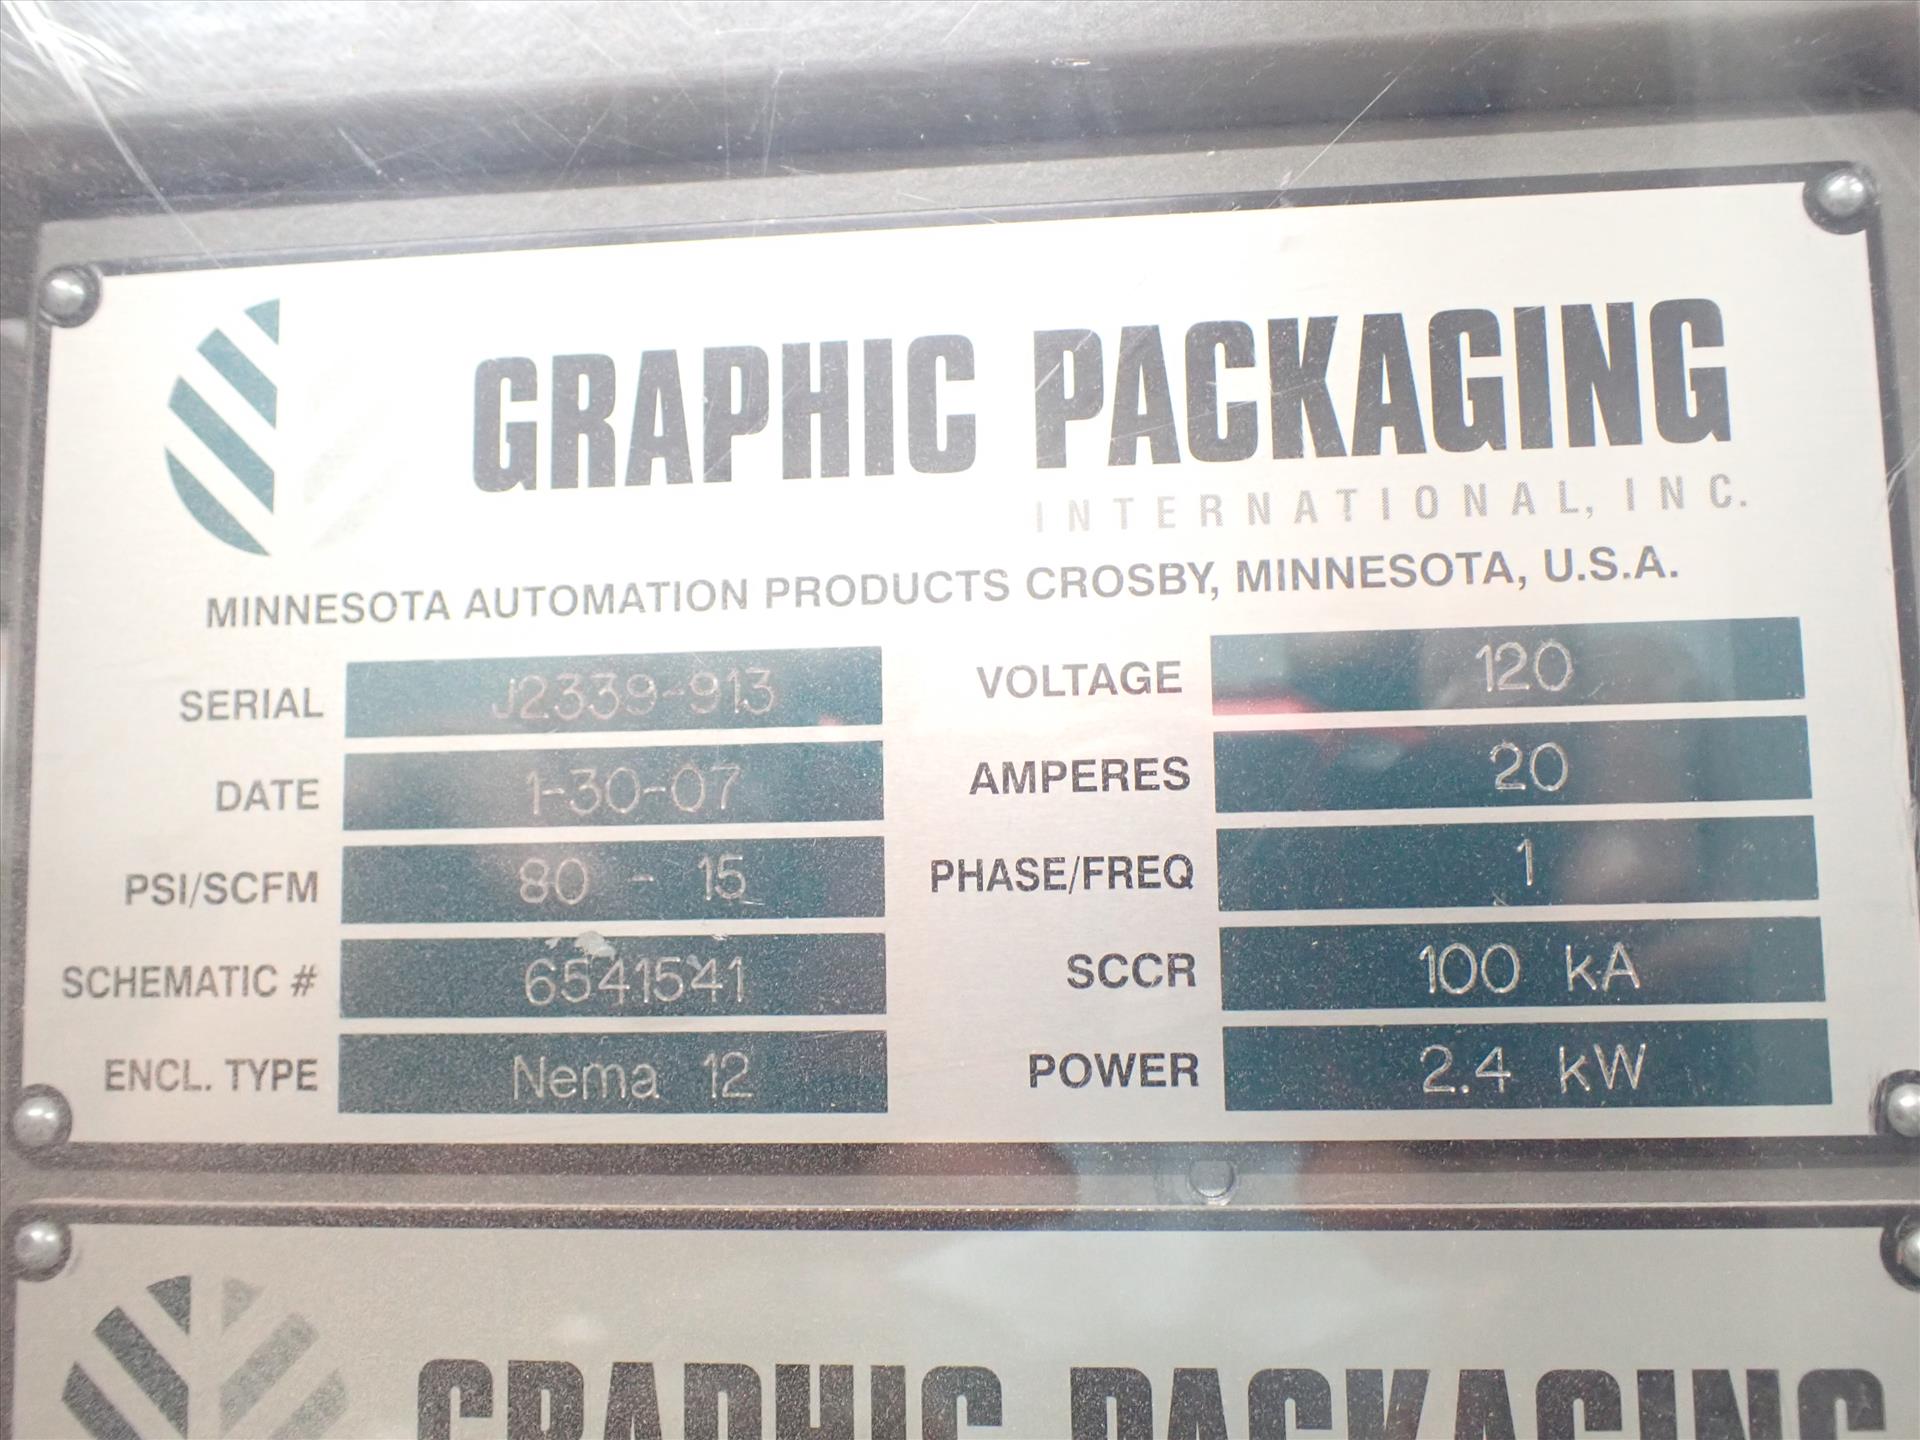 GRAPHIC PACKAGING
INTERNATIONAL, INC.
MINNESOTA AUTOMATION PRODUCTS CROSBY, MINNESOTA, U.S.A.
SERIAL J2339-913
DATE 1-30-07
PSI/SCFM 80 - 15
SCHEMATIC # 6541541
ENCL. TYPE Nema 12
VOLTAGE 120
AMPERES 20
PHASE/FREQ 1
SCCR 100 kA
POWER 2.4 kW
GRAPHIC PACKAGING